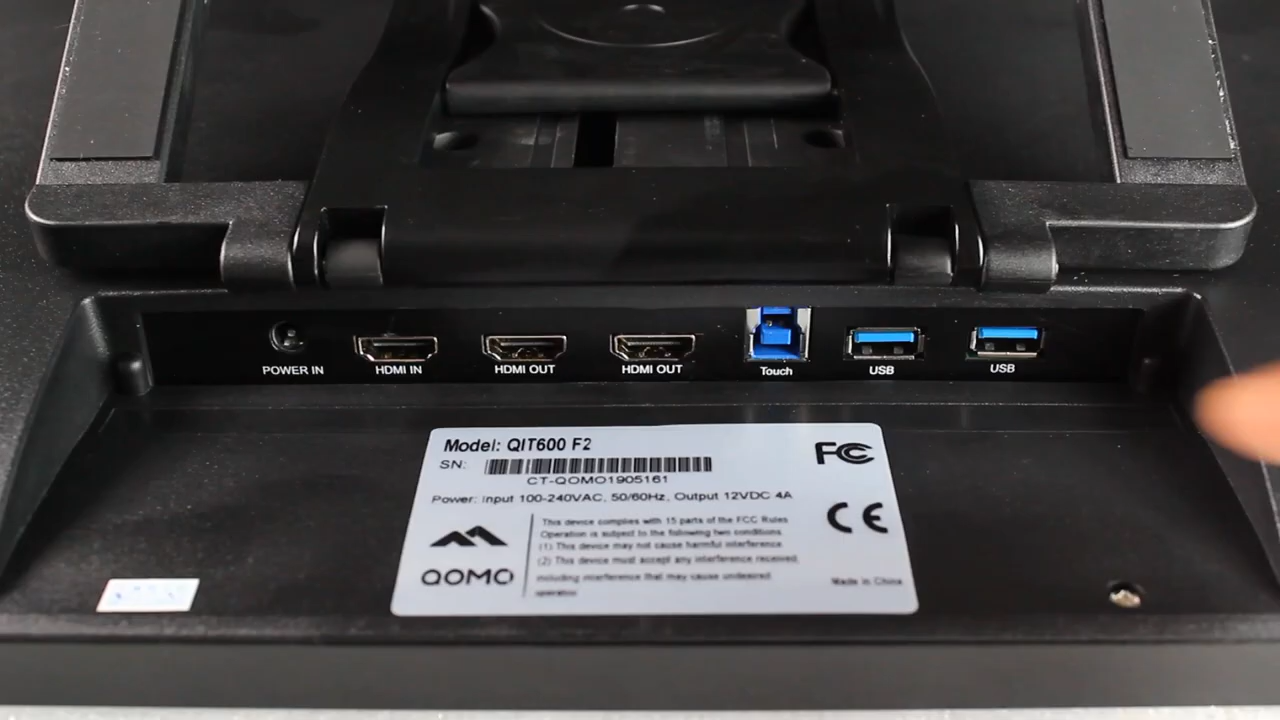 POWER IN
HDMI IN
HDMI OUT
HDMI OUT
Touch
USB
USB
Model: QIT600 F2
SN:
CT-QOMO1905161
Power: Input 100-240VAC, 50/60Hz, Output 12VDC 4A
FC
CE
QOMO
This device complies with 15 parts of the FCC Rules
Operation is subject to the following two conditions
(1) This device may not cause harmful interference
(2) This device must accept any interference received,
including interference that may cause undesired
operation
Made in China